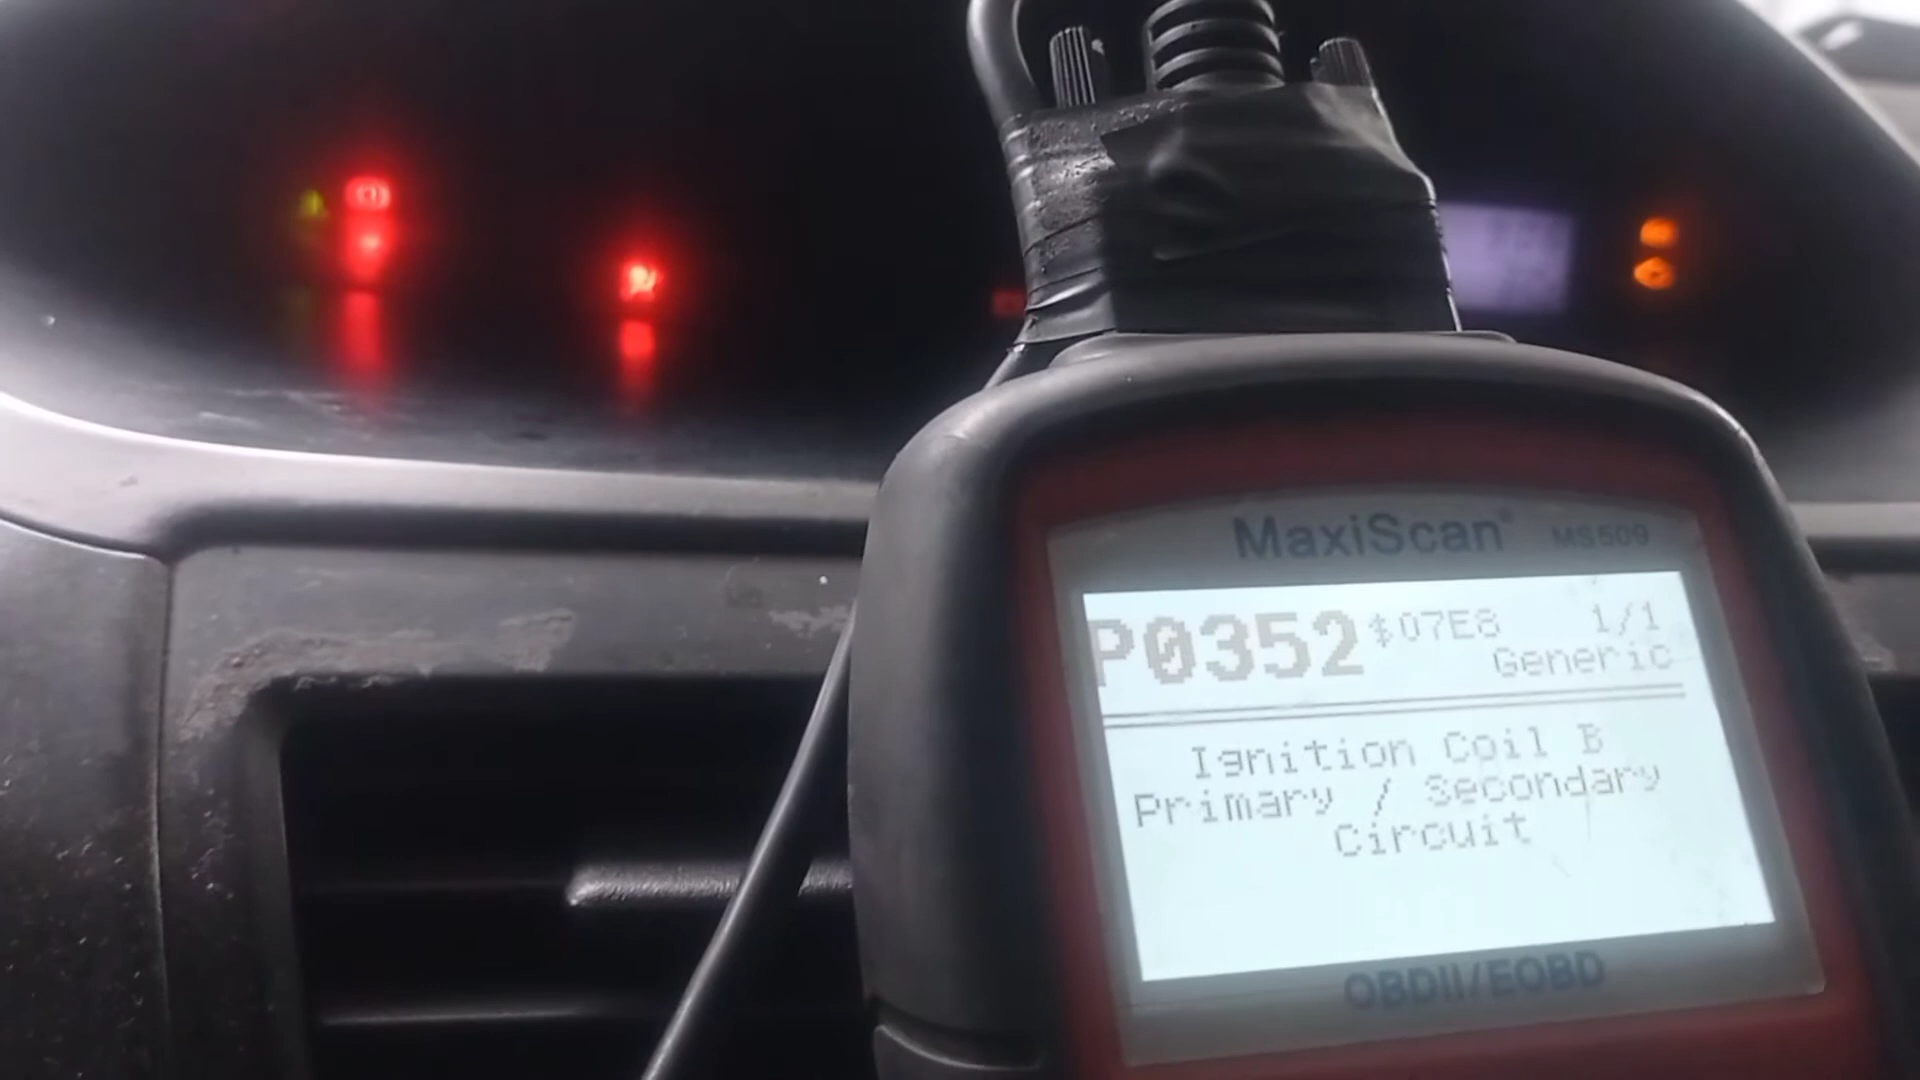 MaxiScan® MS509
P0352 $07E8 1/1
Generic
Ignition Coil B
Primary / Secondary
Circuit
OBDII/EOBD